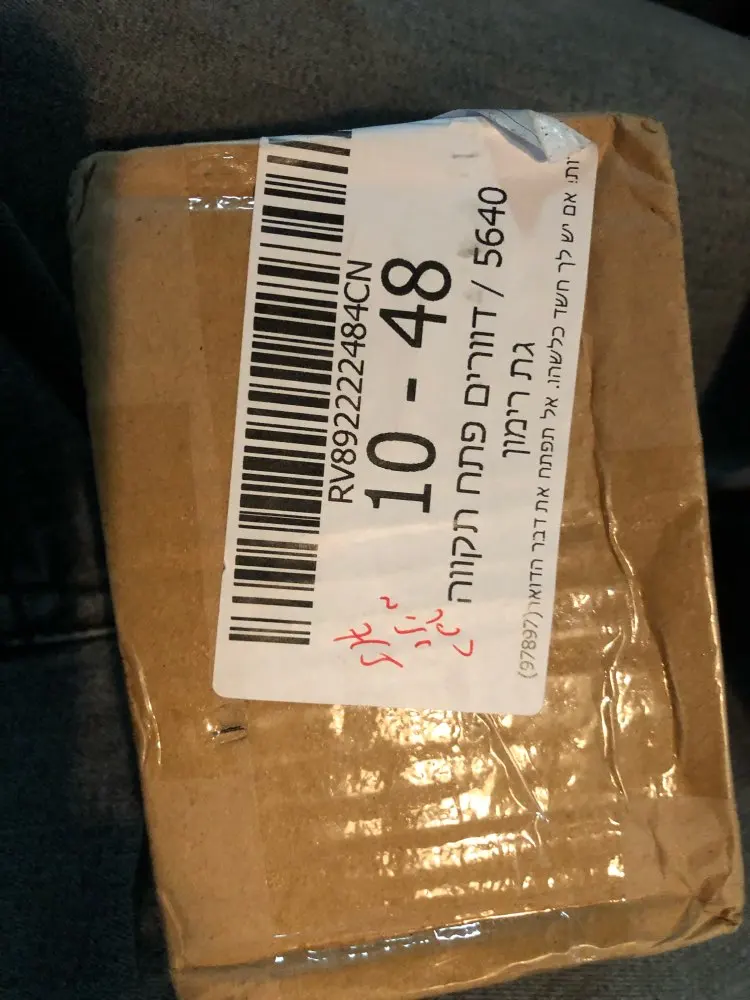 RV892222484CN
10 - 48
דוורים פתח תקווה / 5640
גת רימון
אם יש לך חשד כלשהו, אל תפתח את דבר הדואר (97897)